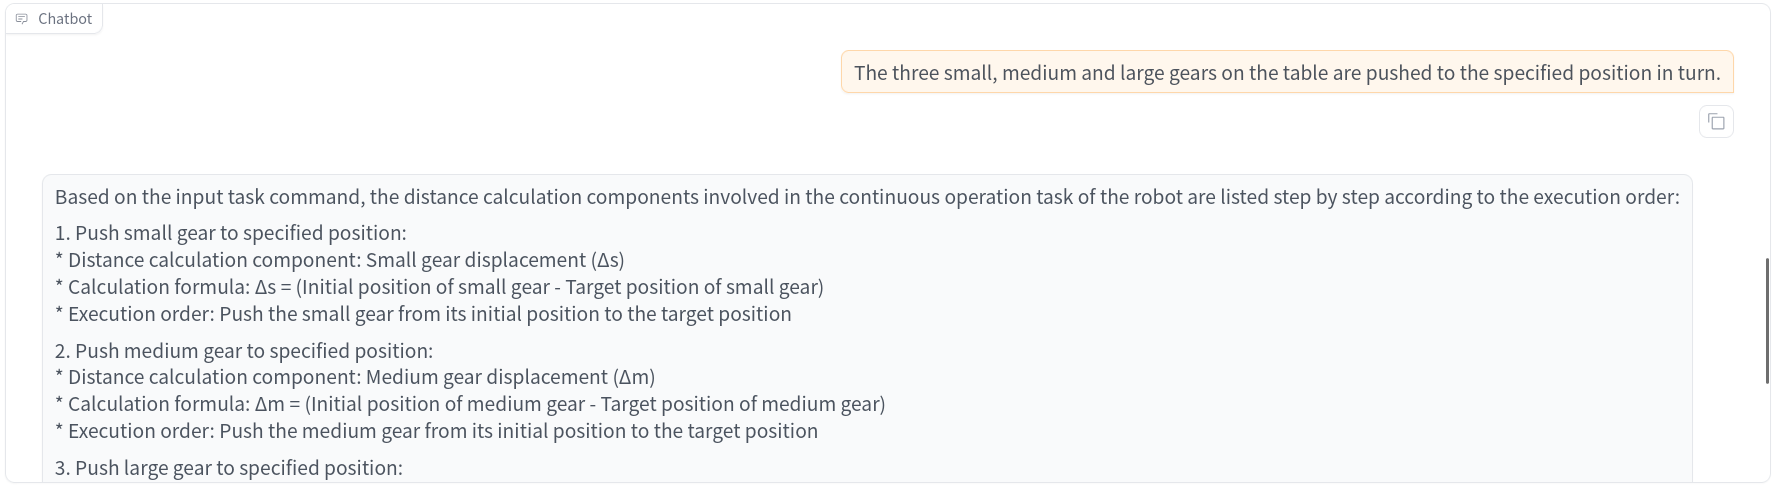 Chatbot
The three small, medium and large gears on the table are pushed to the specified position in turn.
Based on the input task command, the distance calculation components involved in the continuous operation task of the robot are listed step by step according to the execution order:
1. Push small gear to specified position:
* Distance calculation component: Small gear displacement (Δs)
* Calculation formula: Δs = (Initial position of small gear - Target position of small gear)
* Execution order: Push the small gear from its initial position to the target position
2. Push medium gear to specified position:
* Distance calculation component: Medium gear displacement (Δm)
* Calculation formula: Δm = (Initial position of medium gear - Target position of medium gear)
* Execution order: Push the medium gear from its initial position to the target position
3. Push large gear to specified position: